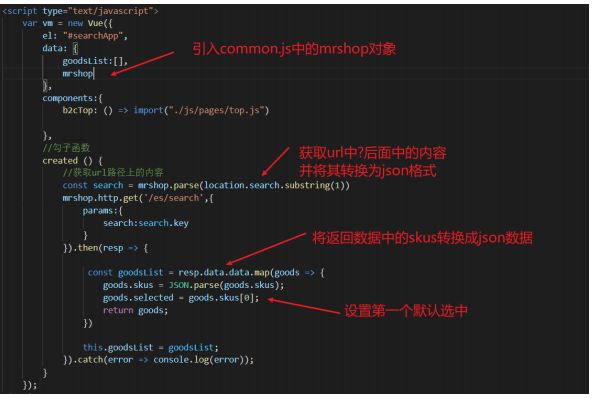 <script type="text/javascript">
var vm = new Vue({
el: "#searchApp",
data: {
引入common.js中的mrshop对象
goodsList:[],
mrshop
},
components:{
b2cTop: () => import("./js/pages/top.js")
},
//勾子函数
created () {
获取url中?后面中的内容
并将其转换为json格式
//获取url路径上的内容
const search = mrshop.parse(location.search.substring(1))
mrshop.http.get('/es/search',{
params:{
search:search.key
}
}).then(resp => {
将返回数据中的skus转换成json数据
const goodsList = resp.data.data.map(goods => {
goods.skus = JSON.parse(goods.skus);
goods.selected = goods.skus[0];
设置第一个默认选中
return goods;
})
this.goodsList = goodsList;
}).catch(error => console.log(error));
}
});